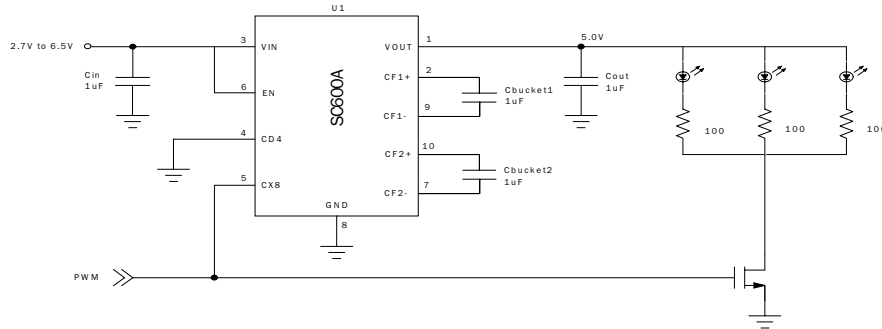 U1
2.7V to 6.5V
3
VIN
VOUT
1
5.0V
Cin
1uF
6
EN
SC600A
CF1+
2
Cbucket1
1uF
CF1-
9
Cout
1uF
100
100
100
4
CD4
CF2+
10
Cbucket2
1uF
5
CX8
CF2-
7
GND
8
PWM